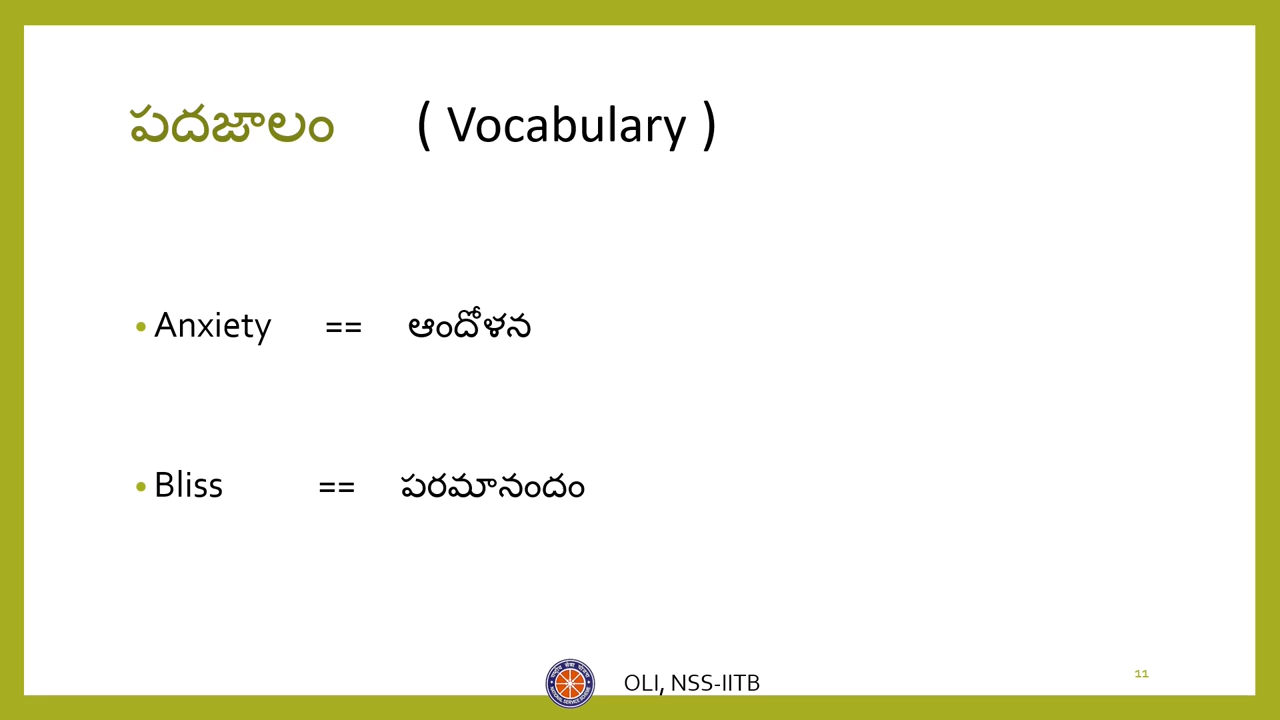 పదజాలం ( Vocabulary )
• Anxiety == ఆందోళన
• Bliss == పరమానందం
OLI, NSS-IITB
11